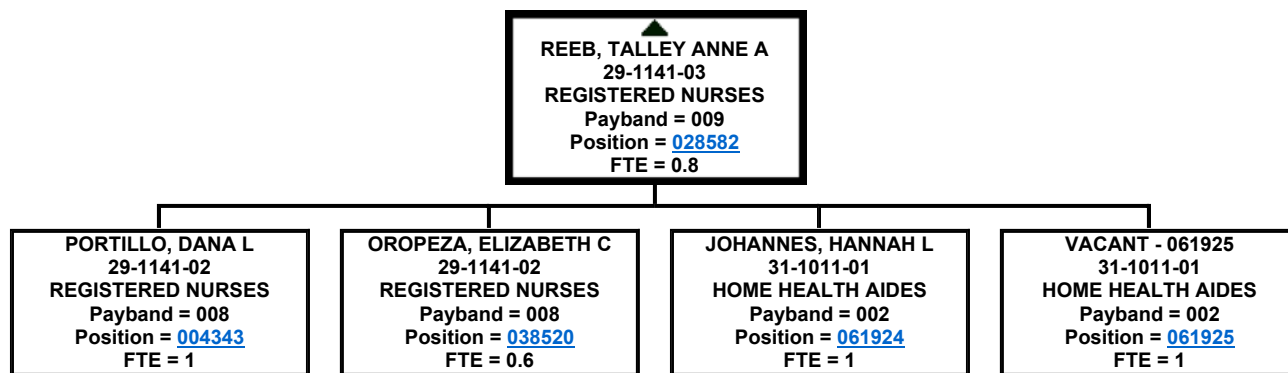 REEB, TALLEY ANNE A
29-1141-03
REGISTERED NURSES
Payband = 009
Position = 028582
FTE = 0.8
PORTILLO, DANA L
29-1141-02
REGISTERED NURSES
Payband = 008
Position = 004343
FTE = 1
OROPEZA, ELIZABETH C
29-1141-02
REGISTERED NURSES
Payband = 008
Position = 038520
FTE = 0.6
JOHANNES, HANNAH L
31-1011-01
HOME HEALTH AIDES
Payband = 002
Position = 061924
FTE = 1
VACANT - 061925
31-1011-01
HOME HEALTH AIDES
Payband = 002
Position = 061925
FTE = 1